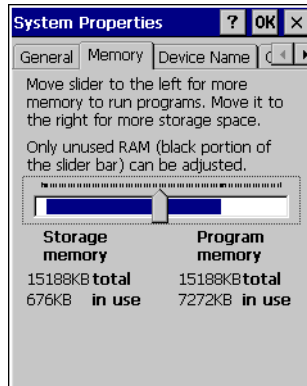 System Properties ? OK ×
General Memory Device Name
Move slider to the left for more
memory to run programs. Move it to
the right for more storage space.
Only unused RAM (black portion of
the slider bar) can be adjusted.
Storage memory
Program memory
15188KB total 15188KB total
676KB in use 7272KB in use